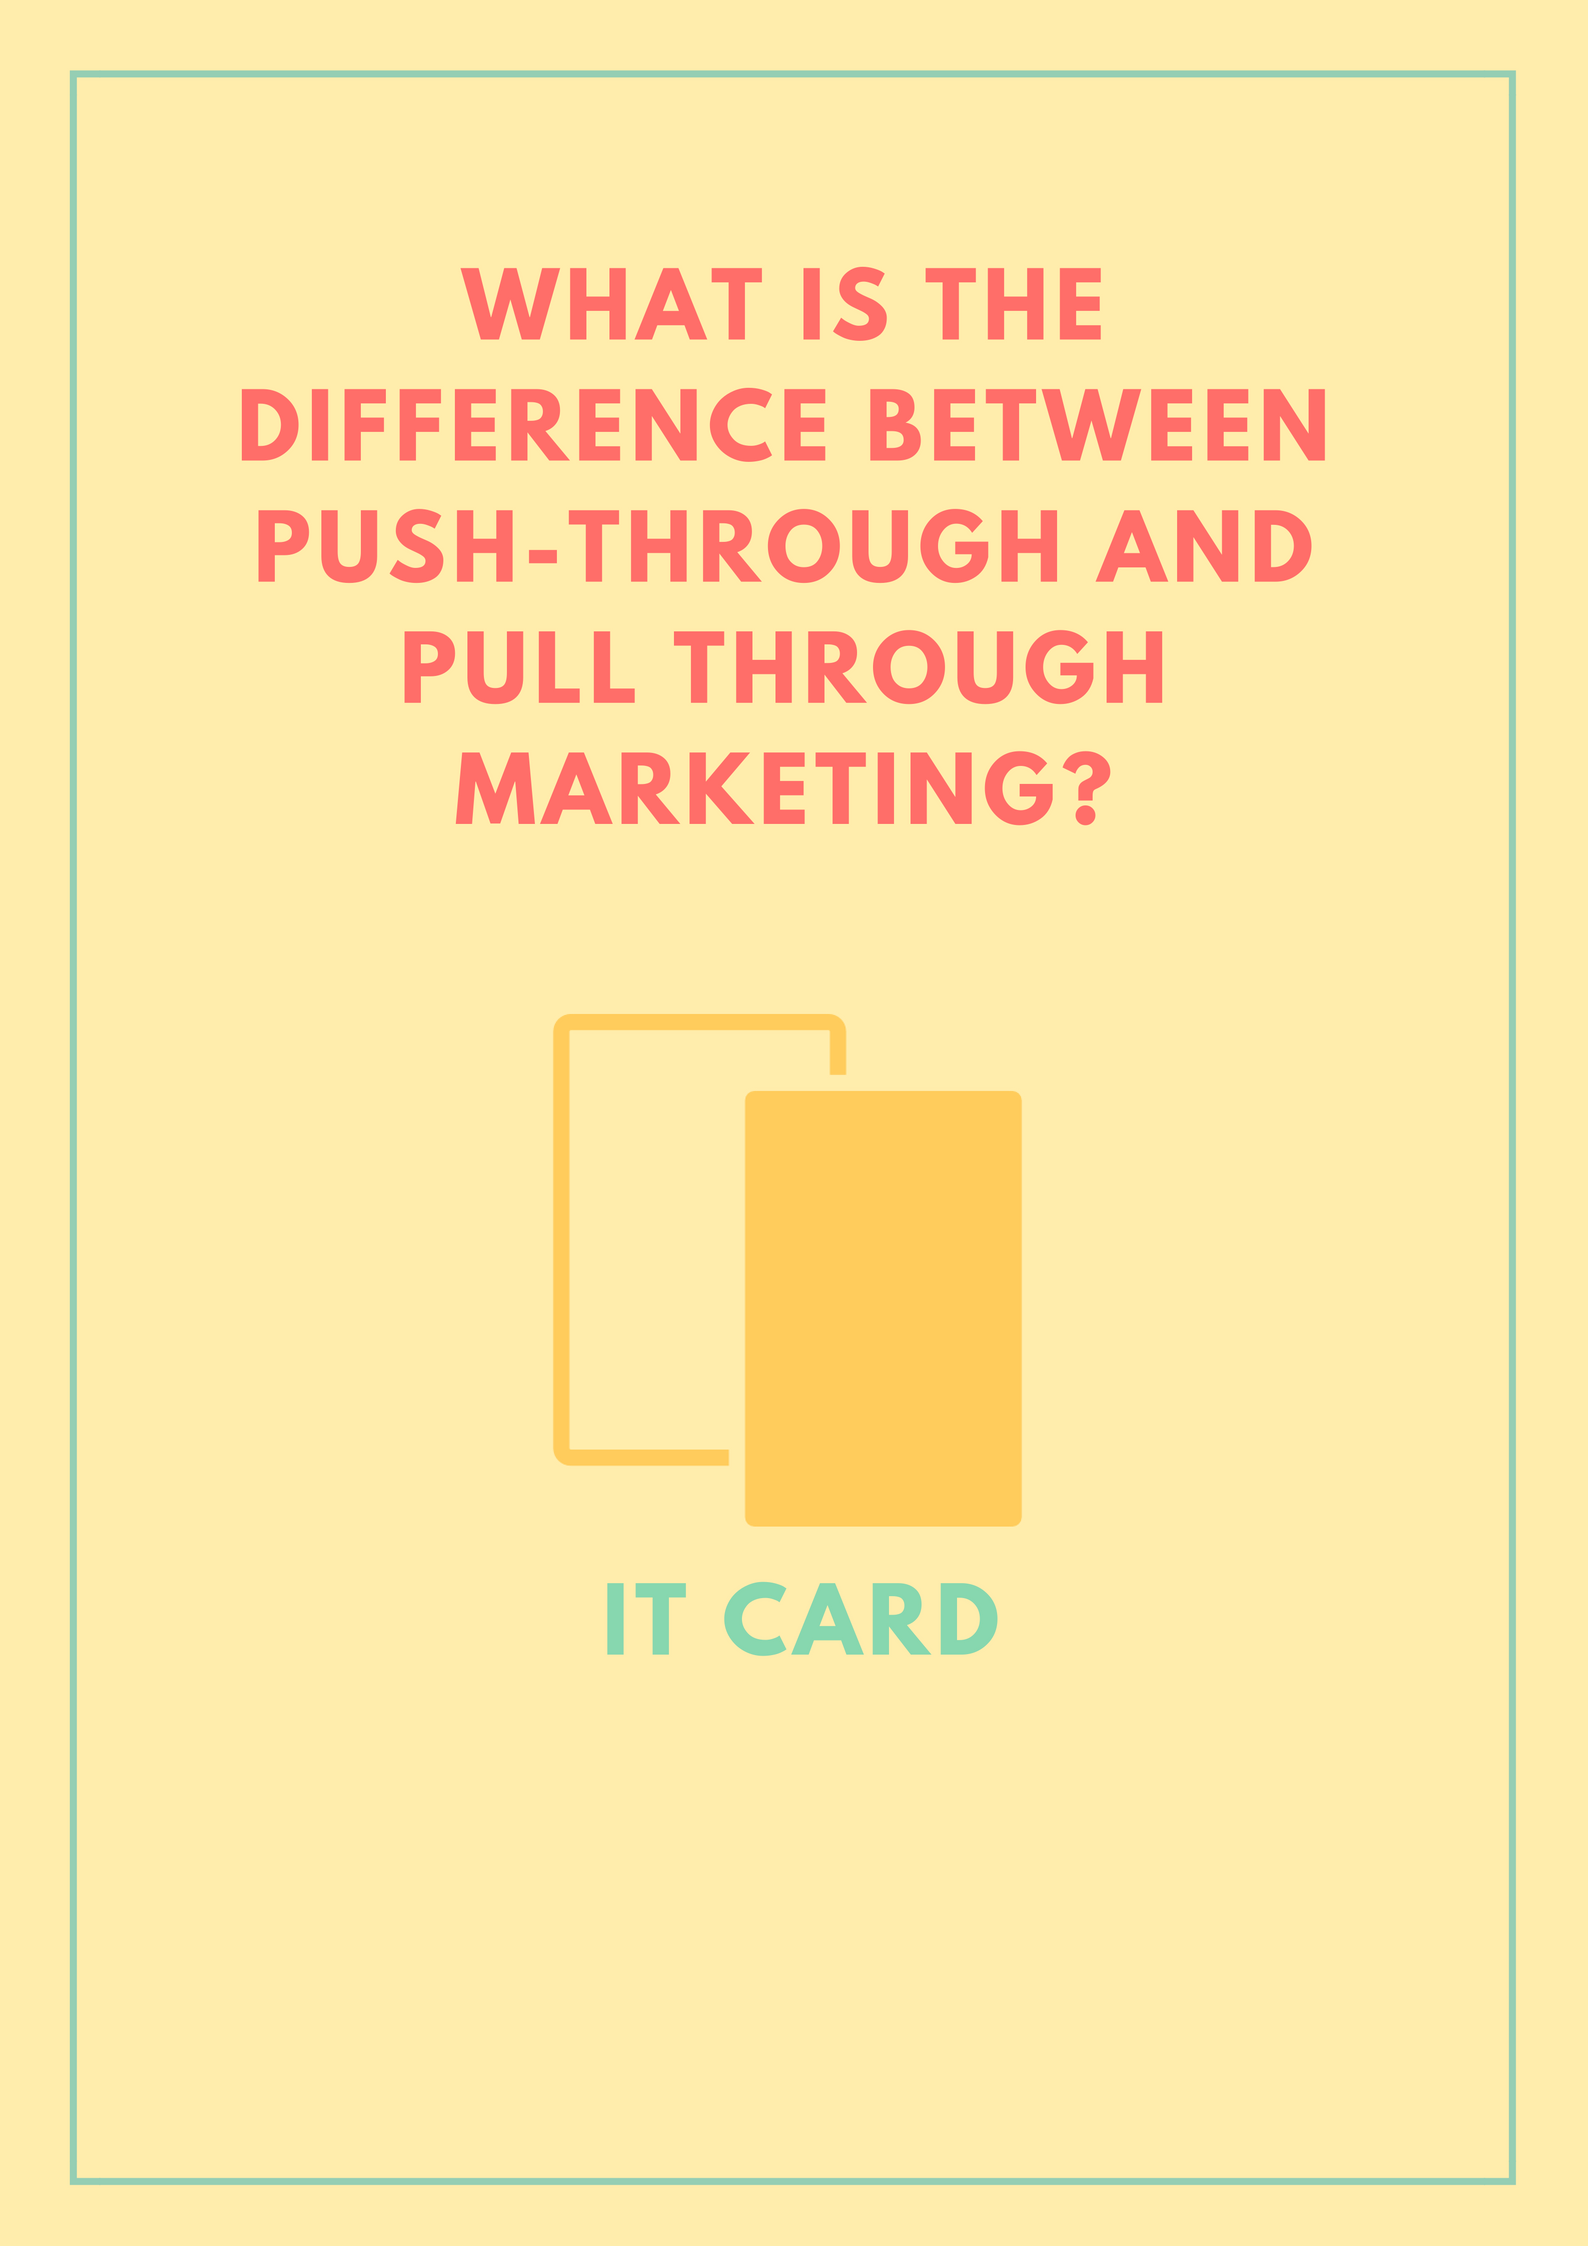 WHAT IS THE
DIFFERENCE BETWEEN
PUSH-THROUGH AND
PULL THROUGH
MARKETING?
IT CARD